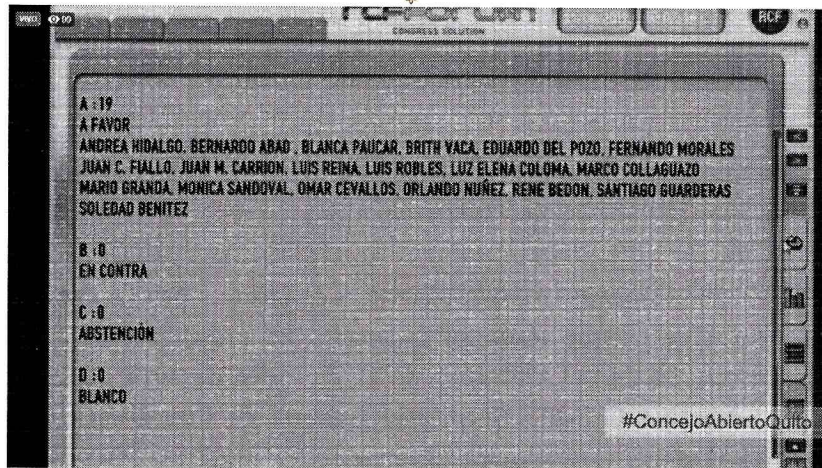 VIVO 99
CONGRESS SOLUTION
RCF
A :19
A FAVOR
ANDREA HIDALGO, BERNARDO ABAD , BLANCA PAUCAR, BRITH VACA, EDUARDO DEL POZO, FERNANDO MORALES
JUAN C. FIALLO, JUAN M. CARRION, LUIS REINA, LUIS ROBLES, LUZ ELENA COLOMA, MARCO COLLAGUAZO
MARIO GRANDA, MONICA SANDOVAL, OMAR CEVALLOS, ORLANDO NUÑEZ, RENE BEDON, SANTIAGO GUARDERAS
SOLEDAD BENITEZ
B :0
EN CONTRA
C :0
ABSTENCIÓN
D :0
BLANCO
#ConcejoAbiertoQuito